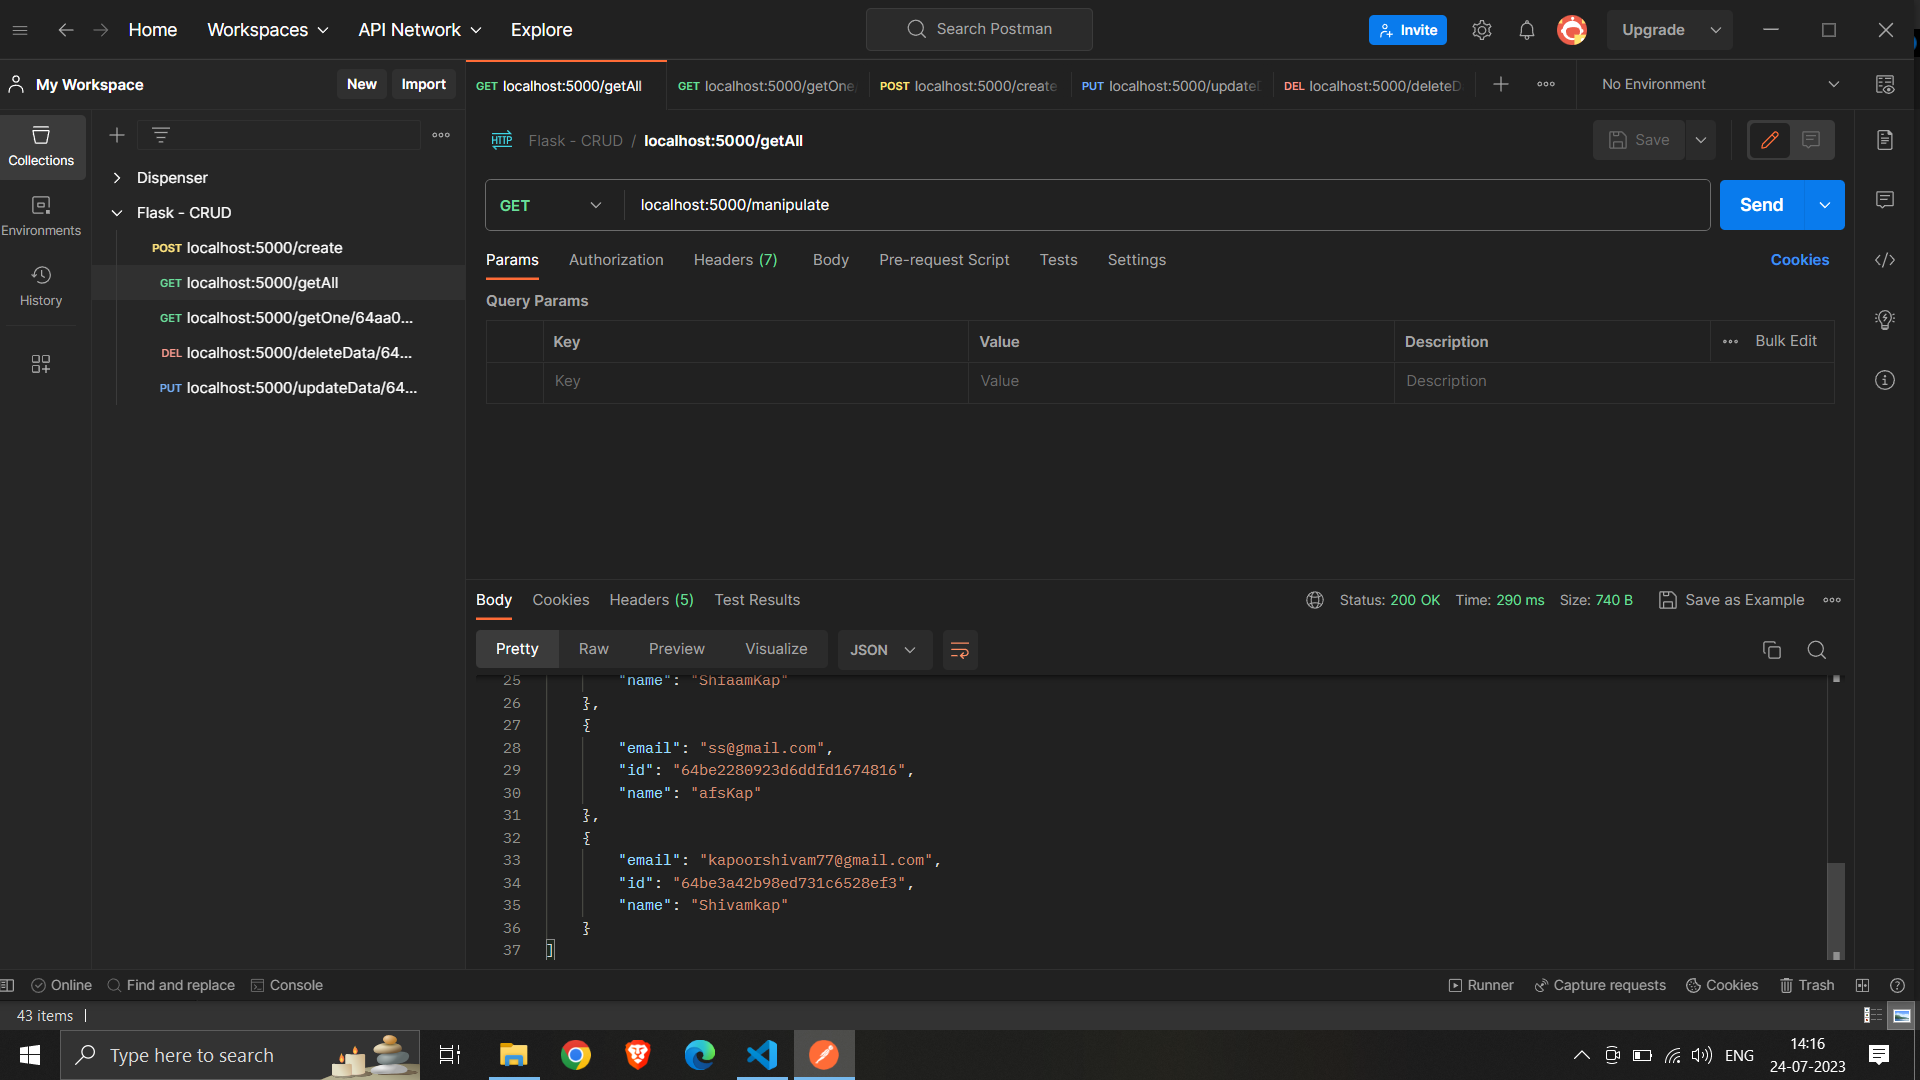 Home
Workspaces
API Network
Explore
Search Postman
Invite
Upgrade
My Workspace
New
Import
GET localhost:5000/getAll
GET localhost:5000/getOne/
POST localhost:5000/create
PUT localhost:5000/updateD
DEL localhost:5000/deleteD
No Environment
Collections
Environments
History
Dispenser
Flask - CRUD
POST localhost:5000/create
GET localhost:5000/getAll
GET localhost:5000/getOne/64aa0...
DEL localhost:5000/deleteData/64...
PUT localhost:5000/updateData/64...
HTTP Flask - CRUD / localhost:5000/getAll
Save
GET localhost:5000/manipulate
Send
Params Authorization Headers (7) Body Pre-request Script Tests Settings Cookies
Query Params
Key Value Description Bulk Edit
Key Value Description
Body Cookies Headers (5) Test Results
Status: 200 OK Time: 290 ms Size: 740 B Save as Example
Pretty Raw Preview Visualize JSON
25 "name": "ShfaamKap"
26 },
27 {
28 "email": "ss@gmail.com",
29 "id": "64be2280923d6ddfd1674816",
30 "name": "afsKap"
31 },
32 {
33 "email": "kapoorshivam77@gmail.com",
34 "id": "64be3a42b98ed731c6528ef3",
35 "name": "Shivamkap"
36 }
37 ]
Online Find and replace Console
Runner Capture requests Cookies Trash
43 items
Type here to search
ENG
14:16
24-07-2023